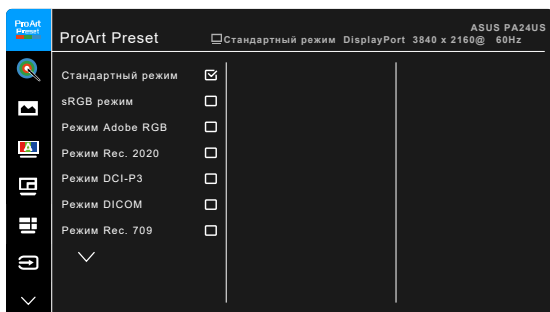 ProArt
Preset
ProArt Preset
ASUS PA24US
Стандартный режим DisplayPort 3840 x 2160@ 60Hz
Стандартный режим
sRGB режим
Режим Adobe RGB
Режим Rec. 2020
Режим DCI-P3
Режим DICOM
Режим Rec. 709
A